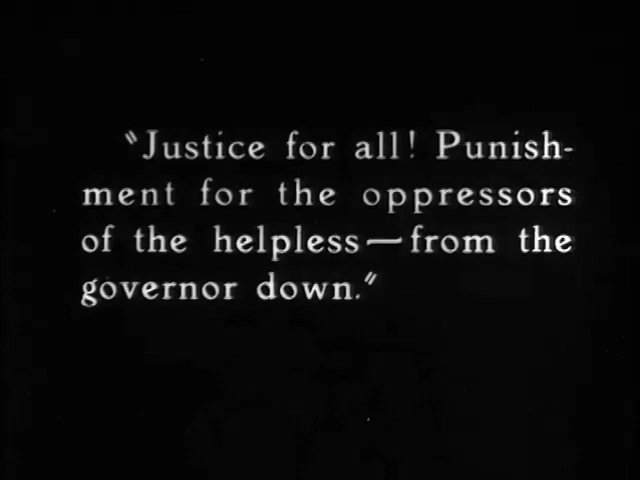 "Justice for all! Punish-
ment for the oppressors
of the helpless—from the
governor down."